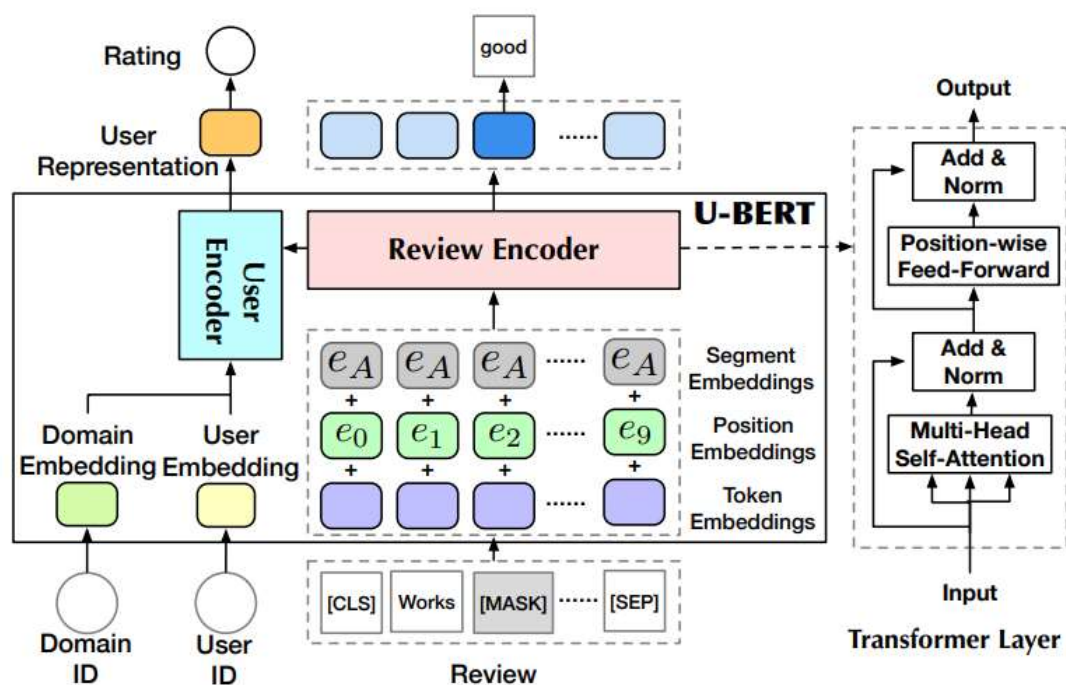 Rating
good
User
Representation
Output
Add &
Norm
Position-wise
Feed-Forward
Add &
Norm
Multi-Head
Self-Attention
Input
Transformer Layer
U-BERT
User
Encoder
Review Encoder
e_A e_A e_A ...... e_A
Segment
Embeddings
+ + + +
e_0 e_1 e_2 ...... e_9
Position
Embeddings
+ + + +
......
Token
Embeddings
Domain
Embedding
User
Embedding
[CLS] Works [MASK] ...... [SEP]
Domain
ID
User
ID
Review